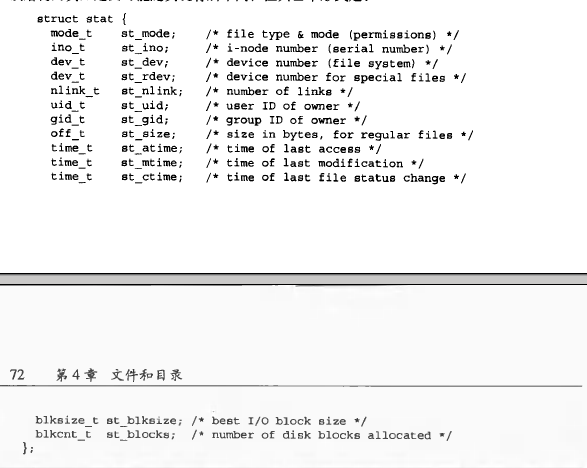 struct stat {
mode_t st_mode; /* file type & mode (permissions) */
ino_t st_ino; /* i-node number (serial number) */
dev_t st_dev; /* device number (file system) */
dev_t st_rdev; /* device number for special files */
nlink_t st_nlink; /* number of links */
uid_t st_uid; /* user ID of owner */
gid_t st_gid; /* group ID of owner */
off_t st_size; /* size in bytes, for regular files */
time_t st_atime; /* time of last access */
time_t st_mtime; /* time of last modification */
time_t st_ctime; /* time of last file status change */
72 第4章 文件和目录
blksize_t st_blksize; /* best I/O block size */
blkcnt_t st_blocks; /* number of disk blocks allocated */
};